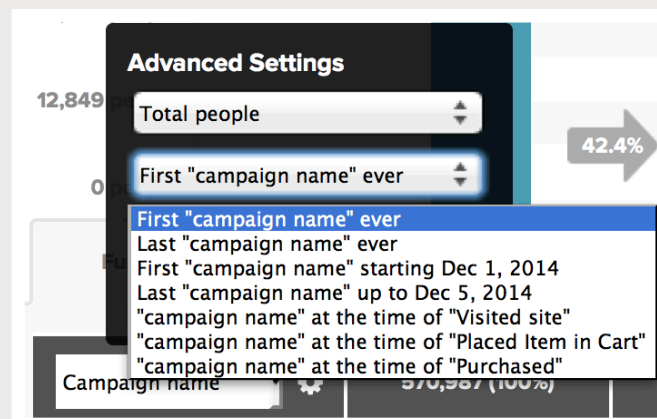 Advanced Settings
12,849 pe
Total people
42.4%
First "campaign name" ever
0 p
First "campaign name" ever
Last "campaign name" ever
First "campaign name" starting Dec 1, 2014
Last "campaign name" up to Dec 5, 2014
"campaign name" at the time of "Visited site"
"campaign name" at the time of "Placed Item in Cart"
"campaign name" at the time of "Purchased"
Campaign name
570,987 (100%)